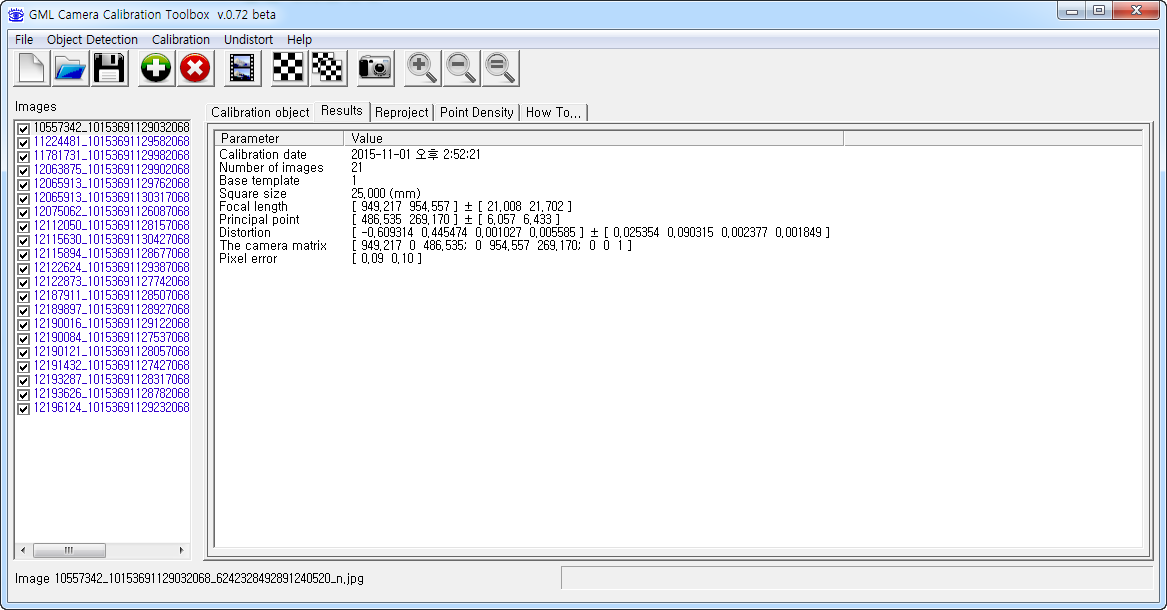 GML Camera Calibration Toolbox v.0.72 beta
File Object Detection Calibration Undistort Help
Images
10557342_10153691129032068
11224481_10153691129582068
11781731_10153691129982068
12063875_10153691129902068
12065913_10153691129762068
12065913_10153691130317068
12075062_10153691126087068
12112050_10153691128157068
12115630_10153691130427068
12115894_10153691128677068
12122624_10153691129387068
12122873_10153691127742068
12187911_10153691128507068
12189897_10153691128927068
12190016_10153691129122068
12190084_10153691127537068
12190121_10153691128057068
12191432_10153691127427068
12193287_10153691128317068
12193626_10153691128782068
12196124_10153691129232068
Calibration object Results Reproject Point Density How To...
Parameter Value
Calibration date 2015-11-01 오후 2:52:21
Number of images 21
Base template 1
Square size 25,000 (mm)
Focal length [ 949,217 954,557 ] ± [ 21,008 21,702 ]
Principal point [ 486,535 269,170 ] ± [ 6,057 6,433 ]
Distortion [ -0,609314 0,445474 0,001027 0,005585 ] ± [ 0,025354 0,090315 0,002377 0,001849 ]
The camera matrix [ 949,217 0 486,535; 0 954,557 269,170; 0 0 1 ]
Pixel error [ 0,09 0,10 ]
Image 10557342_10153691129032068_6242328492891240520_n.jpg